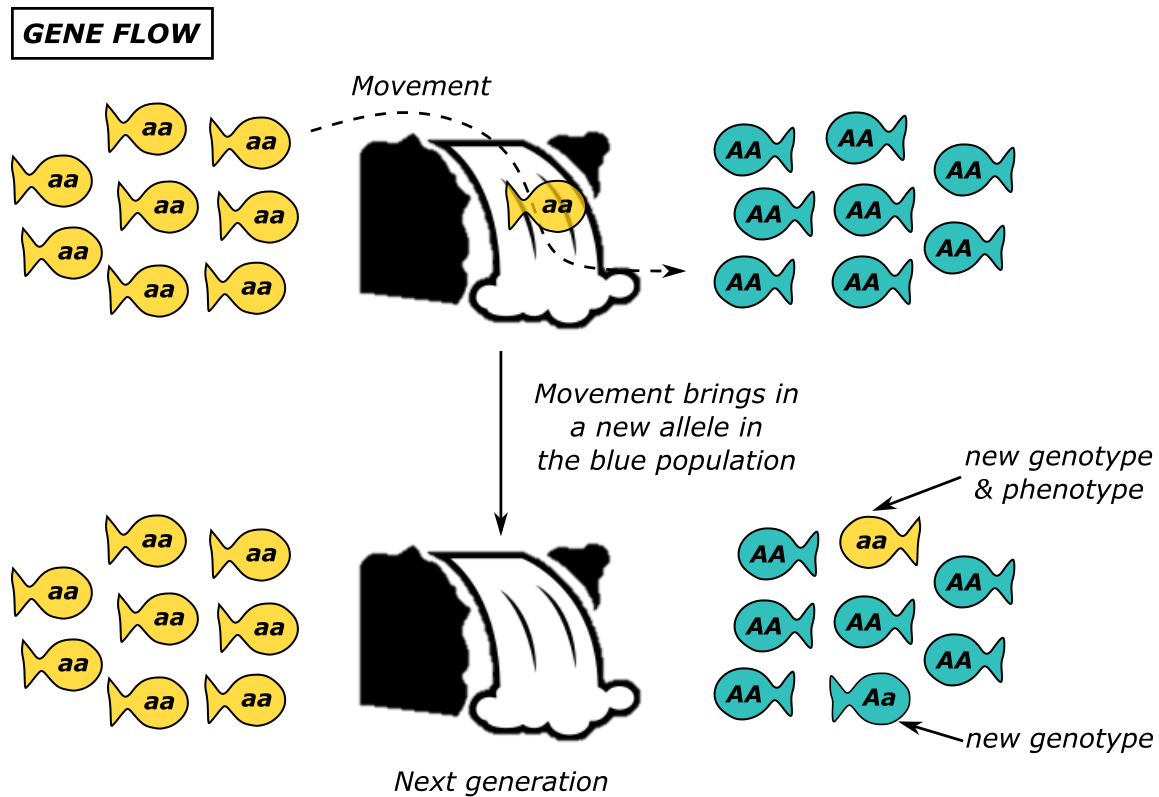 GENE FLOW
Movement
aa
aa
aa
aa
aa
aa
aa
aa
aa
aa
AA
AA
AA
AA
AA
AA
AA
AA
Movement brings in
a new allele in
the blue population
new genotype
& phenotype
aa
aa
aa
aa
aa
aa
aa
aa
aa
AA
aa
AA
AA
AA
AA
AA
Aa
new genotype
Next generation